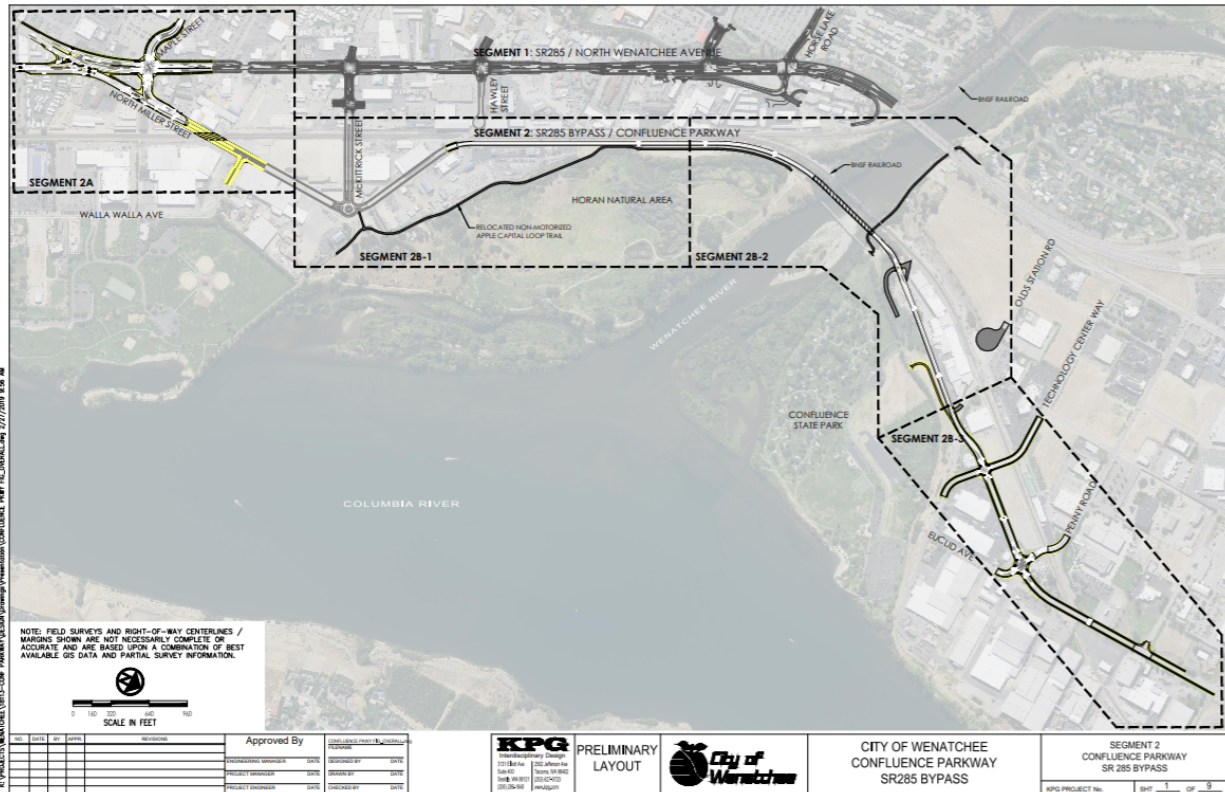 MAPLE STREET
SEGMENT 1: SR285 / NORTH WENATCHEE AVENUE
HORSE LAKE
ROAD
NORTH MILLER STREET
HAWLEY
STREET
BNSF RAILROAD
MCKITTRICK STREET
SEGMENT 2: SR285 BYPASS / CONFLUENCE PARKWAY
BNSF RAILROAD
SEGMENT 2A
WALLA WALLA AVE
HORAN NATURAL AREA
RELOCATED NON-MOTORIZED
APPLE CAPITAL LOOP TRAIL
SEGMENT 2B-1
SEGMENT 2B-2
OLDS STATION RD
WENATCHEE RIVER
TECHNOLOGY CENTER WAY
CONFLUENCE
STATE PARK
SEGMENT 2B-3
COLUMBIA RIVER
PENNY ROAD
EUCLID AVE
NOTE: FIELD SURVEYS AND RIGHT-OF-WAY CENTERLINES /
MARGINS SHOWN ARE NOT NECESSARILY COMPLETE OR
ACCURATE AND ARE BASED UPON A COMBINATION OF BEST
AVAILABLE GIS DATA AND PARTIAL SURVEY INFORMATION.
0 160 320 640 960
SCALE IN FEET
NO. DATE BY APPR. REVISIONS
Approved By
ENGINEERING MANAGER DATE
PROJECT MANAGER DATE
PROJECT ENGINEER DATE
FILENAME
DESIGNED BY DATE
DRAWN BY DATE
CHECKED BY DATE
KPG
Interdisciplinary Design
www.kpg.com
PRELIMINARY
LAYOUT
City of
Wenatchee
CITY OF WENATCHEE
CONFLUENCE PARKWAY
SR285 BYPASS
SEGMENT 2
CONFLUENCE PARKWAY
SR 285 BYPASS
KPG PROJECT No.
SHT 1 OF 9